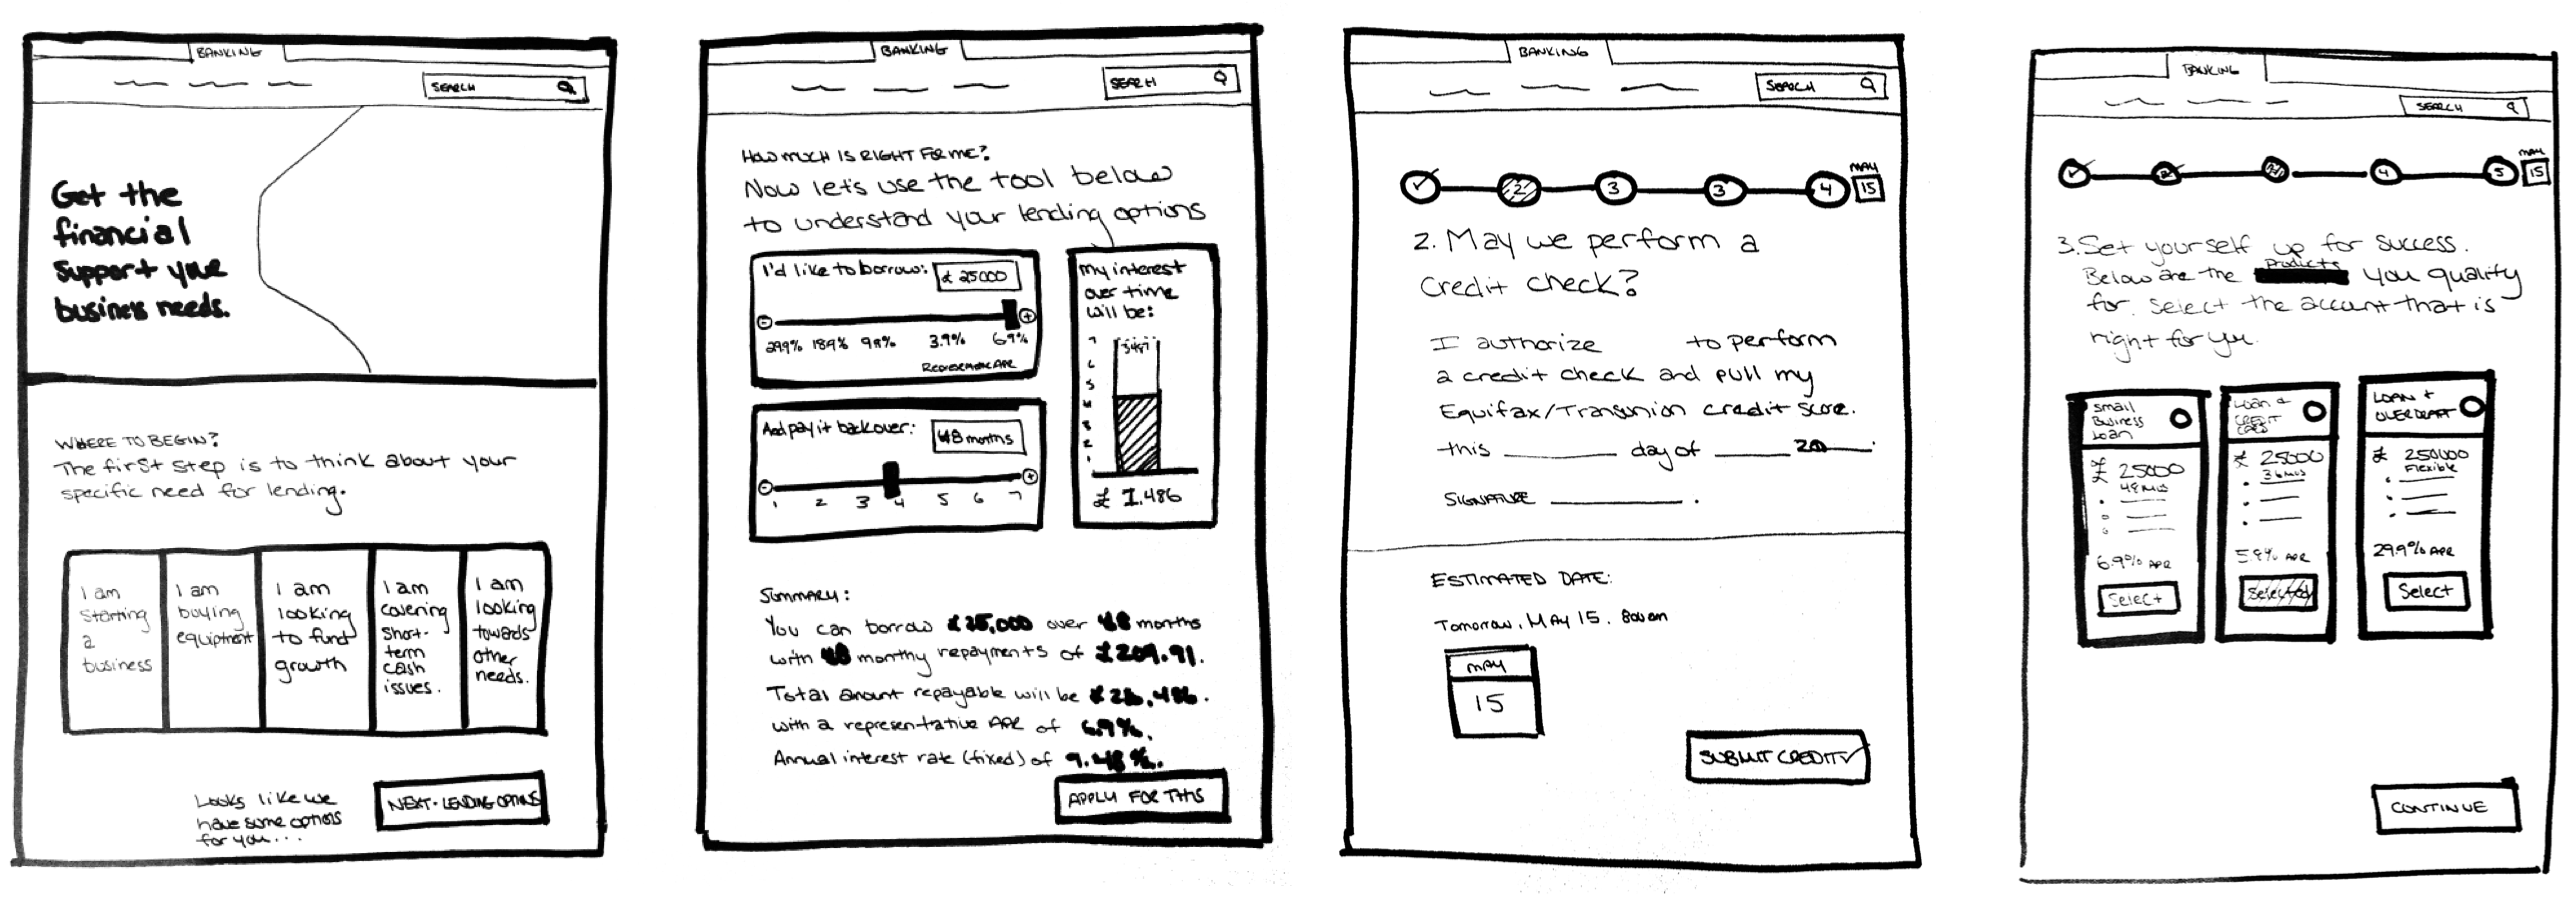 BANKING
SEARCH
Get the
financial
support your
business needs.
WHERE TO BEGIN?
The first step is to think about your
specific need for lending.
I am
starting
a
business
I am
buying
equiptment
I am
looking
to fund
growth
I am
covering
short-
term
cash
issues.
I am
looking
towards
other
needs.
Looks like we
have some options
for you...
NEXT - LENDING OPTIONS
BANKING
SEARCH
HOW MUCH IS RIGHT FOR ME?
Now let's use the tool below
to understand your lending options
I'd like to borrow: £ 25000
29.9% 18.9% 9.9% 3.9% 6.9%
Representative APR
And pay it back over: 48 months
1 2 3 4 5 6 7
My interest
over time
will be:
7
6
5
4
3
2
1
£ 1.486
SUMMARY:
You can borrow £25,000 over 48 months
with 48 monthy repayments of £209.91.
Total amount repayable will be £26,486.
with a representative APR of 6.9%.
Annual interest rate (fixed) of 9.48%.
APPLY FOR THIS
BANKING
SEARCH
MAY
2 3 3 4 15
2. May we perform a
credit check?
I authorize to perform
a credit check and pull my
Equifax/Transunion credit score.
this day of 20
SIGNATURE .
ESTIMATED DATE:
Tomorrow, MAY 15. 8am
MAY
15
SUBMIT CREDIT ✓
BANKING
SEARCH
MAY
2 4 5 15
3. Set yourself up for success.
Below are the products you qualify
for. Select the account that is
right for you.
Small
Business
Loan
£ 25000
48 MOS
6.9% APR
Select
Loan &
CREDIT
CARD
£ 25000
36 MOS
5.9% APR
Selected
LOAN +
OVERDRAFT
£ 250000
Flexible
29.9% APR
Select
CONTINUE